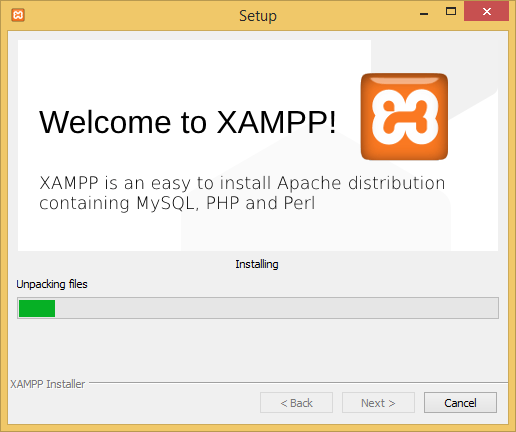 Setup
Welcome to XAMPP!
XAMPP is an easy to install Apache distribution
containing MySQL, PHP and Perl
Installing
Unpacking files
XAMPP Installer
< Back
Next >
Cancel